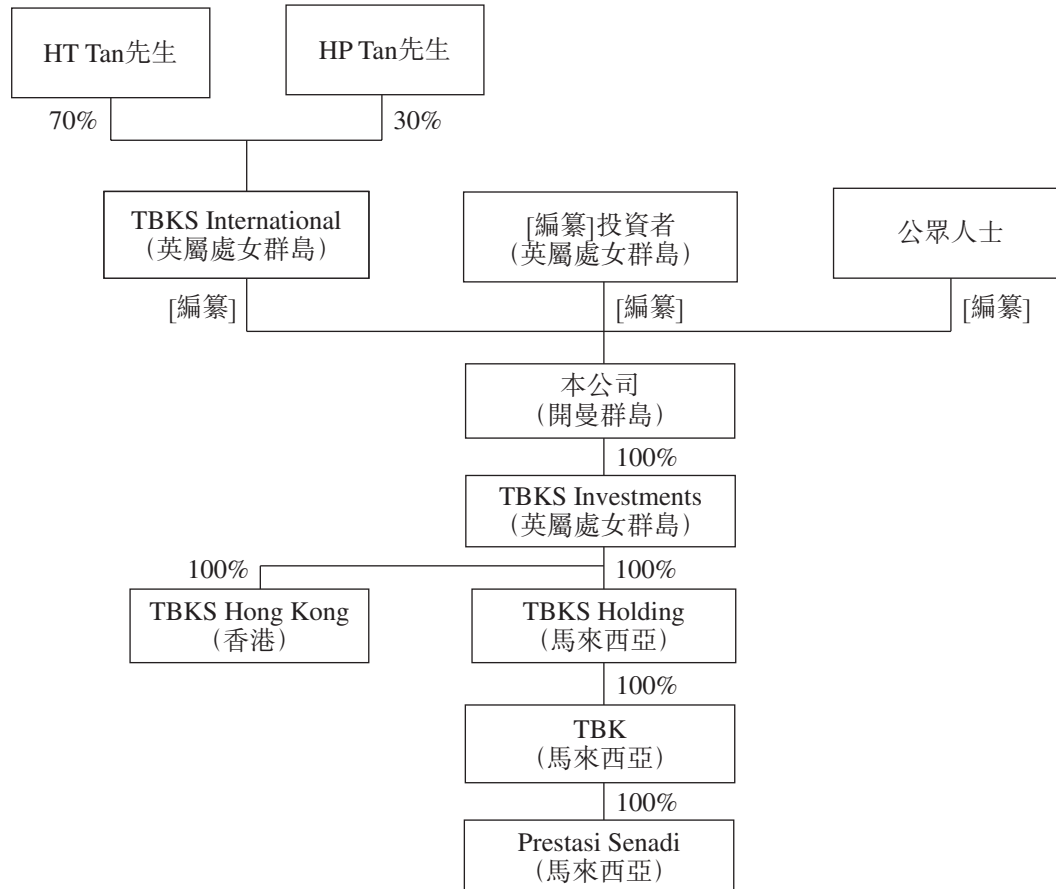 HT Tan先生
HP Tan先生
70%
30%
TBKS International
（英屬處女群島）
[編纂]投資者
（英屬處女群島）
公眾人士
[編纂]
[編纂]
[編纂]
本公司
（開曼群島）
100%
TBKS Investments
（英屬處女群島）
100%
100%
TBKS Hong Kong
（香港）
TBKS Holding
（馬來西亞）
100%
TBK
（馬來西亞）
100%
Prestasi Senadi
（馬來西亞）